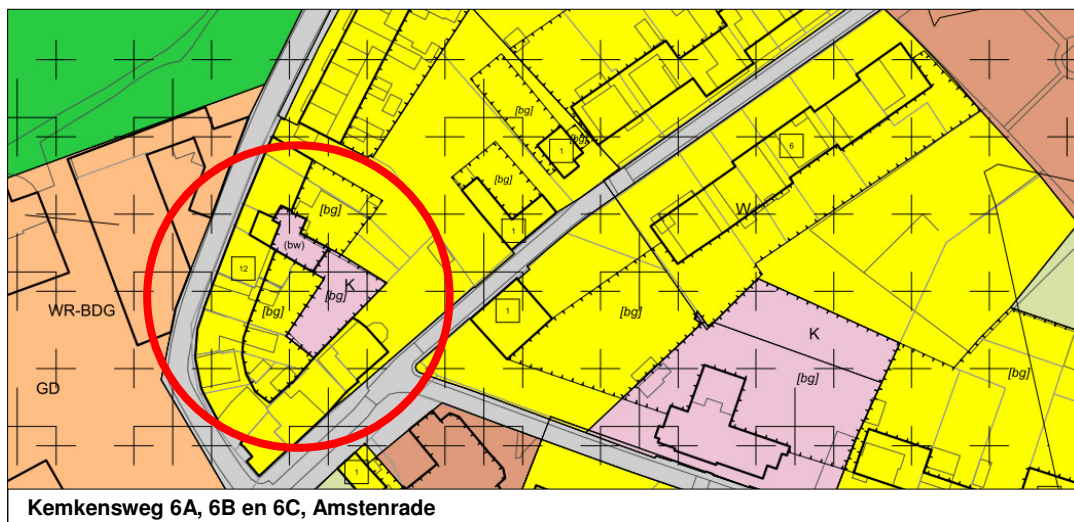 [bg]
[bg]
1
6
[bg]
[bg]
W
1
(bw)
12
K
[bg]
[bg]
1
[bg]
WR-BDG
K
[bg]
[bg]
GD
1
Kemkensweg 6A, 6B en 6C, Amstenrade